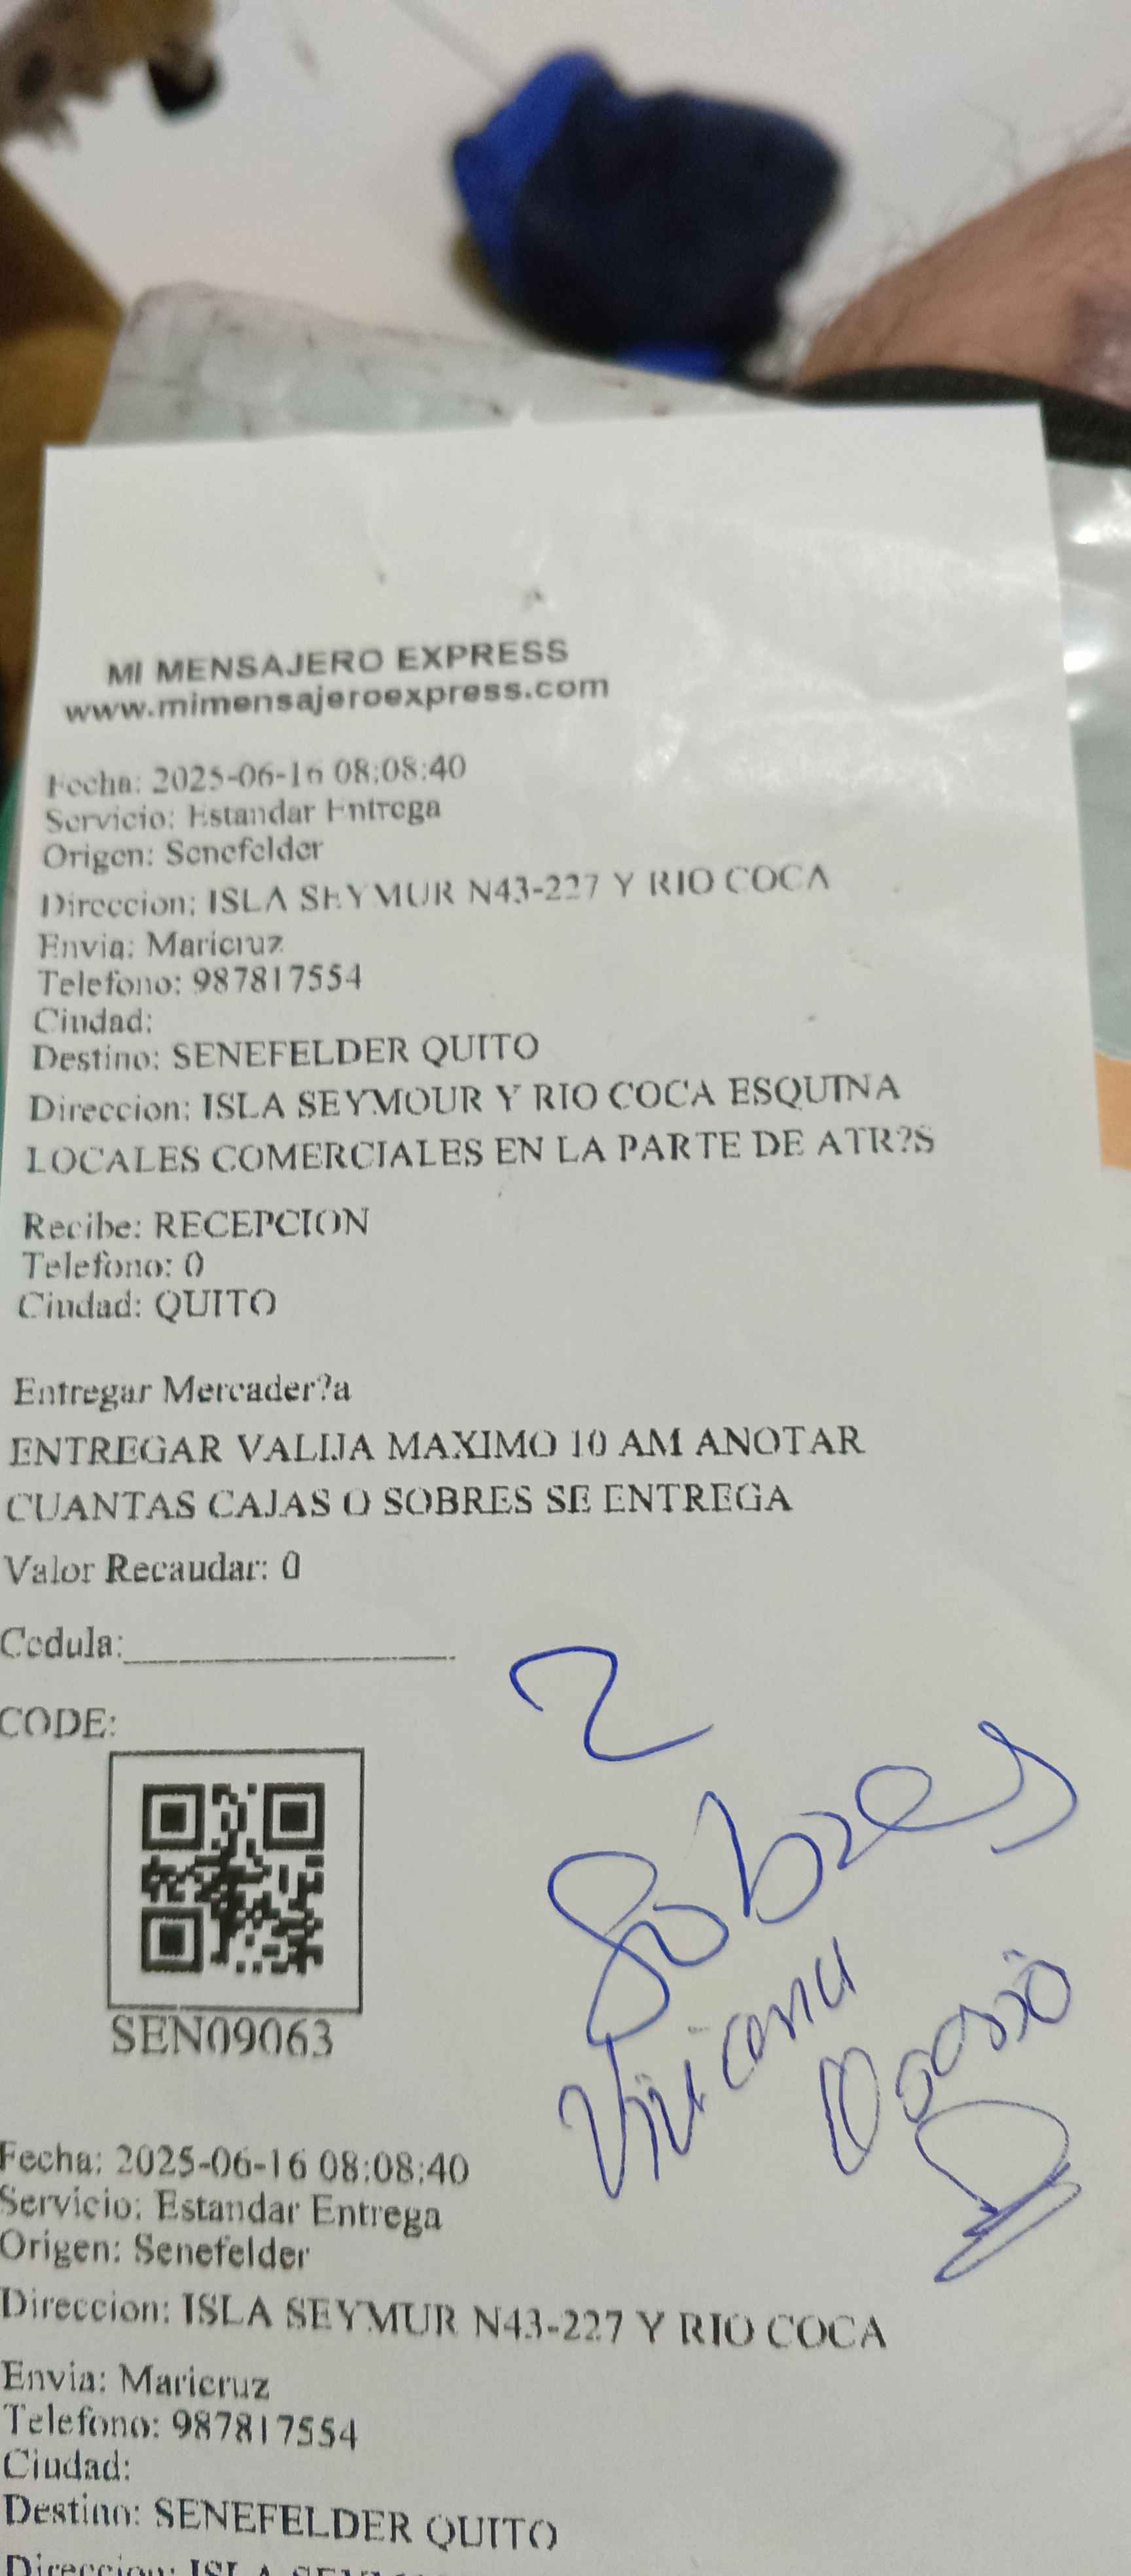 MI MENSAJERO EXPRESS
www.mimensajeroexpress.com
Fecha: 2025-06-16 08:08:40
Servicio: Estandar Entrega
Origen: Senefelder
Direccion: ISLA SEYMUR N43-227 Y RIO COCA
Envia: Maricruz
Telefono: 987817554
Ciudad:
Destino: SENEFELDER QUITO
Direccion: ISLA SEYMOUR Y RIO COCA ESQUINA
LOCALES COMERCIALES EN LA PARTE DE ATR?S
Recibe: RECEPCION
Telefono: 0
Ciudad: QUITO
Entregar Mercader?a
ENTREGAR VALIJA MAXIMO 10 AM ANOTAR
CUANTAS CAJAS O SOBRES SE ENTREGA
Valor Recaudar: 0
Cedula:
2
Sobres
Viviana
CODE:
SEN09063
Fecha: 2025-06-16 08:08:40
Servicio: Estandar Entrega
Origen: Senefelder
Direccion: ISLA SEYMUR N43-227 Y RIO COCA
Envia: Maricruz
Telefono: 987817554
Ciudad:
Destino: SENEFELDER QUITO
Direccion: ISLA